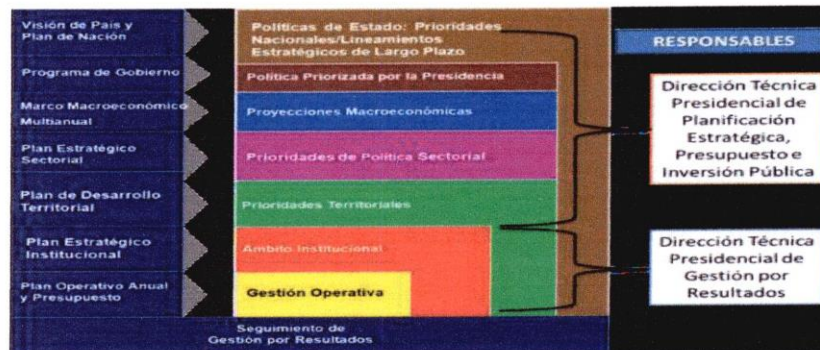 Visión de País y
Plan de Nación
Programa de Gobierno
Marco Macroeconómico
Multianual
Plan Estratégico
Sectorial
Plan de Desarrollo
Territorial
Plan Estratégico
Institucional
Plan Operativo Anual
y Presupuesto
Políticas de Estado: Prioridades
Nacionales/Lineamientos
Estratégicos de Largo Plazo
Política Priorizada por la Presidencia
Proyecciones Macroeconómicas
Prioridades de Política Sectorial
Prioridades Territoriales
Ámbito Institucional
Gestión Operativa
Seguimiento de
Gestión por Resultados
RESPONSABLES
Dirección Técnica
Presidencial de
Planificación
Estratégica,
Presupuesto e
Inversión Pública
Dirección Técnica
Presidencial de
Gestión por
Resultados